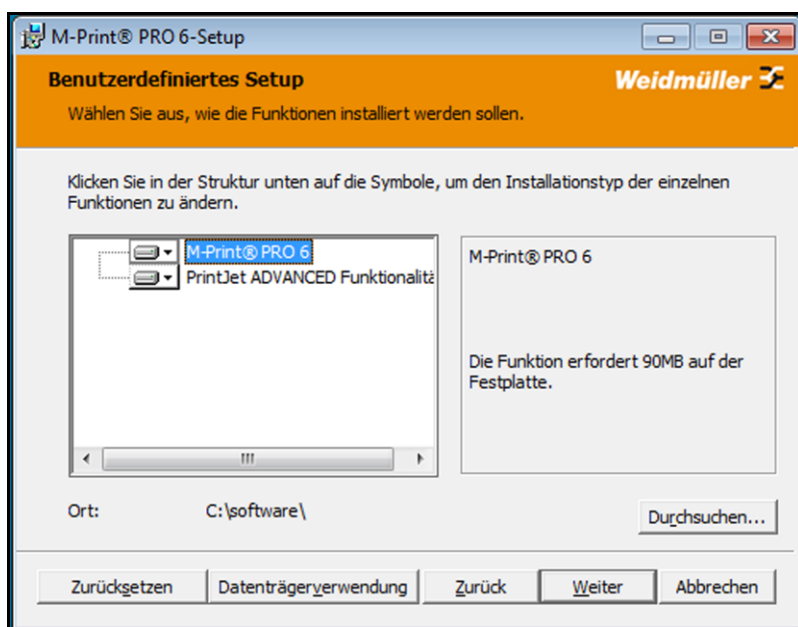 M-Print® PRO 6-Setup
Benutzerdefiniertes Setup
Weidmüller
Wählen Sie aus, wie die Funktionen installiert werden sollen.
Klicken Sie in der Struktur unten auf die Symbole, um den Installationstyp der einzelnen
Funktionen zu ändern.
M-Print® PRO 6
PrintJet ADVANCED Funktionalitä
M-Print® PRO 6
Die Funktion erfordert 90MB auf der
Festplatte.
Ort: C:\software\
Durchsuchen...
Zurücksetzen Datenträgerverwendung Zurück Weiter Abbrechen